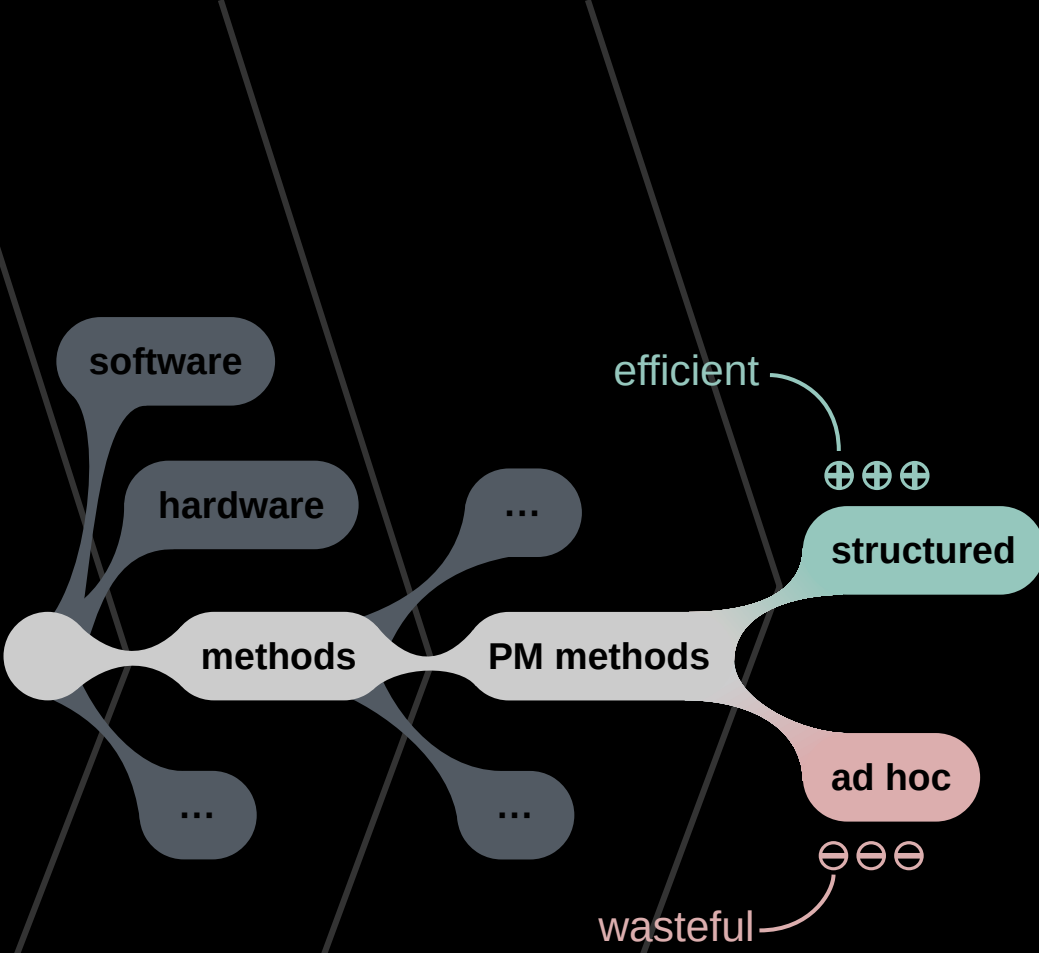 software
efficient
hardware
...
⊕⊕⊕
structured
methods
PM methods
ad hoc
...
...
⊖⊖⊖
wasteful